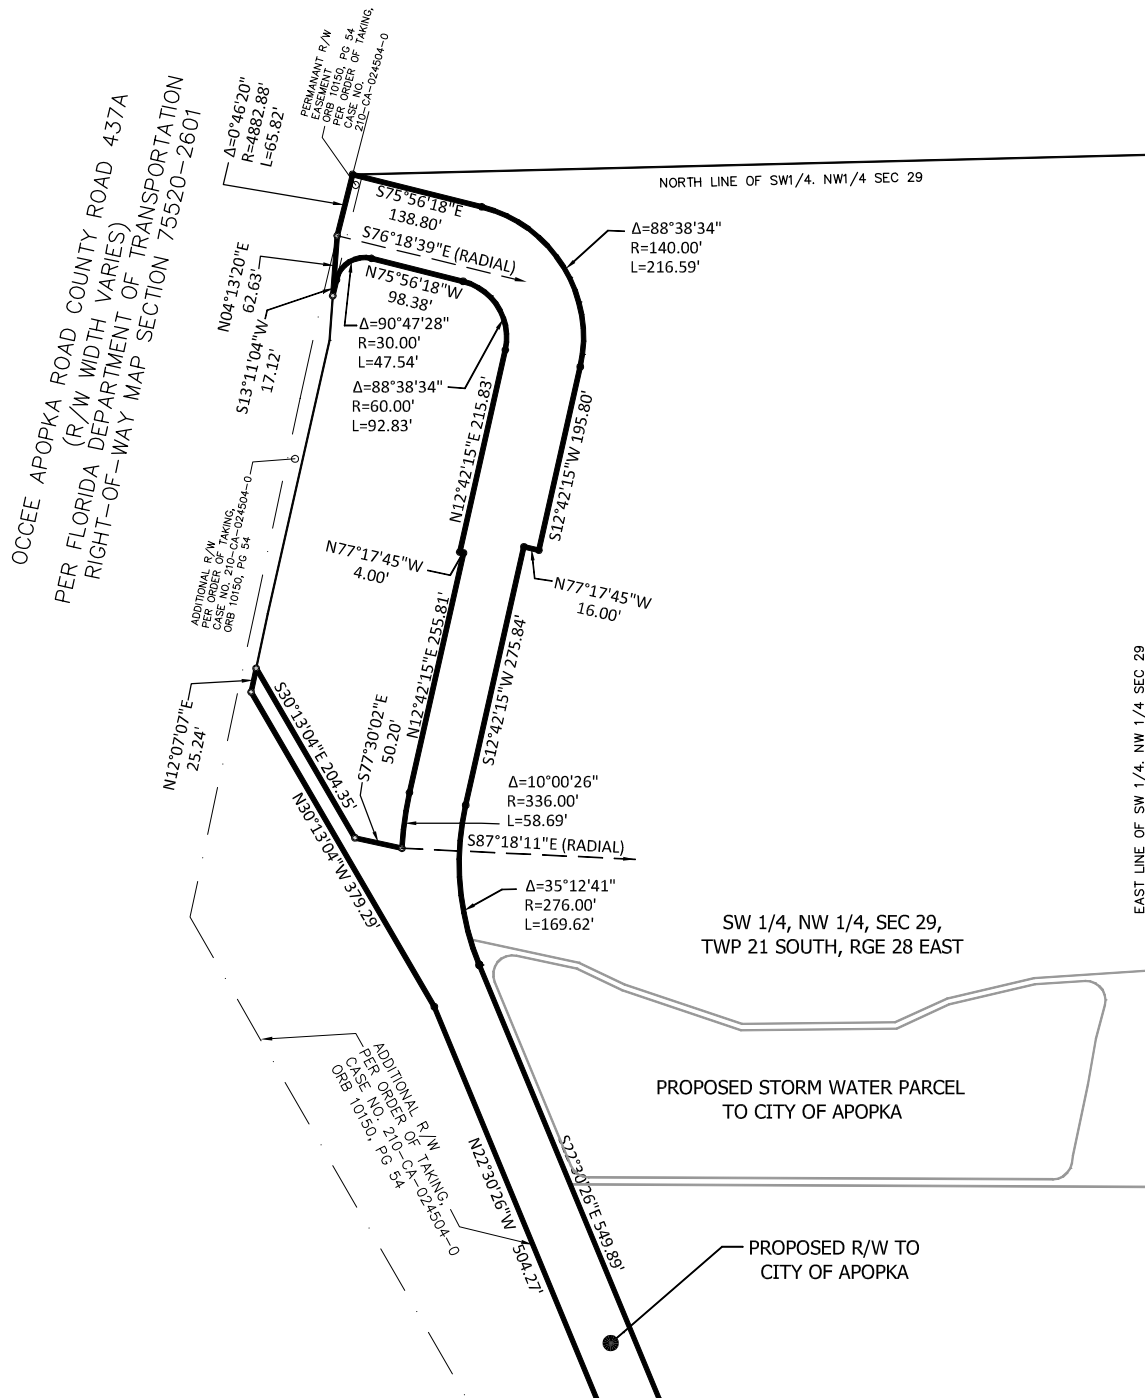 OCCEE APOPKA ROAD COUNTY ROAD 437A
(R/W WIDTH VARIES)
PER FLORIDA DEPARTMENT OF TRANSPORTATION
RIGHT-OF-WAY MAP SECTION 75520-2601
Δ=0°46'20"
R=4882.88'
L=65.82'
PERMANANT R/W
EASEMENT
ORB 10150, PG 54
PER ORDER OF TAKING,
CASE NO.
210-CA-024504-0
NORTH LINE OF SW1/4. NW1/4 SEC 29
S75°56'18"E
138.80'
S76°18'39"E (RADIAL)
Δ=88°38'34"
R=140.00'
L=216.59'
N04°13'20"E
62.63'
S13°11'04"W
17.12'
N75°56'18"W
98.38'
Δ=90°47'28"
R=30.00'
L=47.54'
Δ=88°38'34"
R=60.00'
L=92.83'
N12°42'15"E 215.83'
S12°42'15"W 195.80'
ADDITIONAL R/W
PER ORDER OF TAKING,
CASE NO. 210-CA-024504-0
ORB 10150, PG 54
N77°17'45"W
4.00'
N77°17'45"W
16.00'
N12°42'15"E 255.81'
S12°42'15"W 275.84'
N12°07'07"E
25.24'
S30°13'04"E 204.35'
S77°30'02"E
50.20'
N30°13'04"W 379.29'
Δ=10°00'26"
R=336.00'
L=58.69'
S87°18'11"E (RADIAL)
Δ=35°12'41"
R=276.00'
L=169.62'
EAST LINE OF SW 1/4. NW 1/4 SEC 29
SW 1/4, NW 1/4, SEC 29,
TWP 21 SOUTH, RGE 28 EAST
ADDITIONAL R/W
PER ORDER OF TAKING,
CASE NO. 210-CA-024504-0
ORB 10150, PG 54
PROPOSED STORM WATER PARCEL
TO CITY OF APOPKA
N22°30'26"W 504.27'
S22°30'26"E 549.89'
PROPOSED R/W TO
CITY OF APOPKA